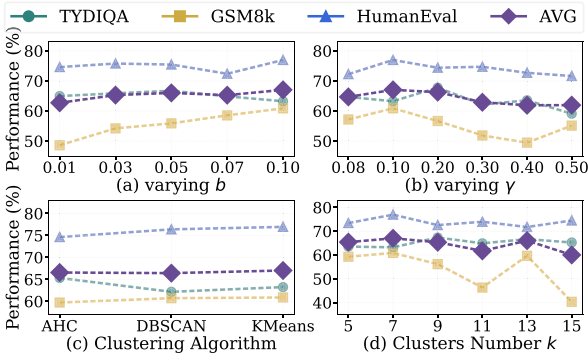 TYDIQA GSM8k HumanEval AVG
Performance (%)
80
70
60
50
0.01 0.03 0.05 0.07 0.10
(a) varying b
80
70
60
50
0.08 0.10 0.20 0.30 0.40 0.50
(b) varying γ
Performance (%)
80
75
70
65
60
AHC DBSCAN KMeans
(c) Clustering Algorithm
80
70
60
50
40
5 7 9 11 13 15
(d) Clusters Number k